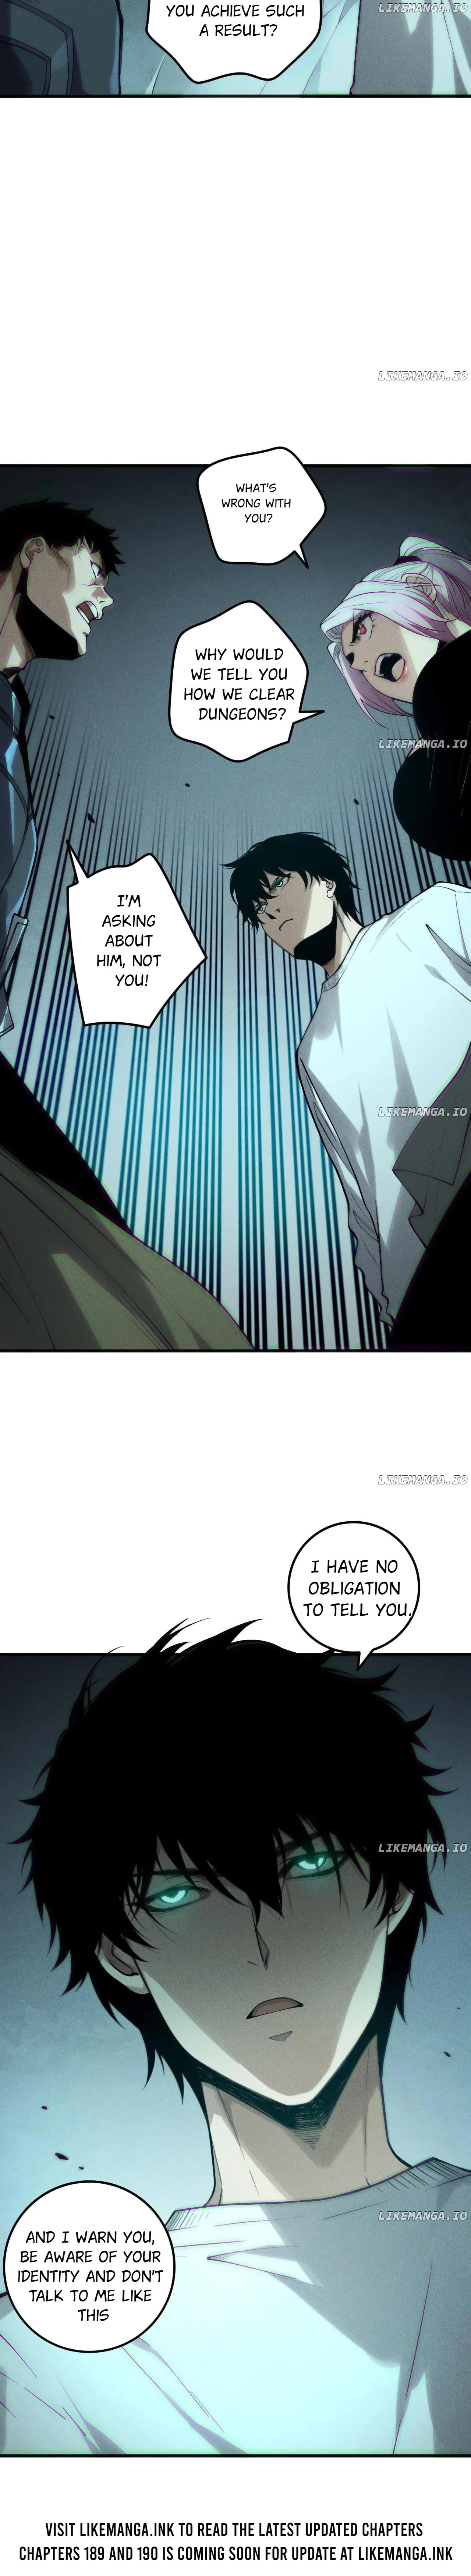 YOU ACHIEVE SUCH
A RESULT?
LIKEMANGA.IO
LIKEMANGA.IO
WHAT'S
WRONG WITH
YOU?
WHY WOULD
WE TELL YOU
HOW WE CLEAR
DUNGEONS?
LIKEMANGA.IO
I'M
ASKING
ABOUT
HIM, NOT
YOU!
LIKEMANGA.IO
LIKEMANGA.IO
I HAVE NO
OBLIGATION
TO TELL YOU.
LIKEMANGA.IO
LIKEMANGA.IO
AND I WARN YOU,
BE AWARE OF YOUR
IDENTITY AND DON'T
TALK TO ME LIKE
THIS
VISIT LIKEMANGA.INK TO READ THE LATEST UPDATED CHAPTERS
CHAPTERS 189 AND 190 IS COMING SOON FOR UPDATE AT LIKEMANGA.INK